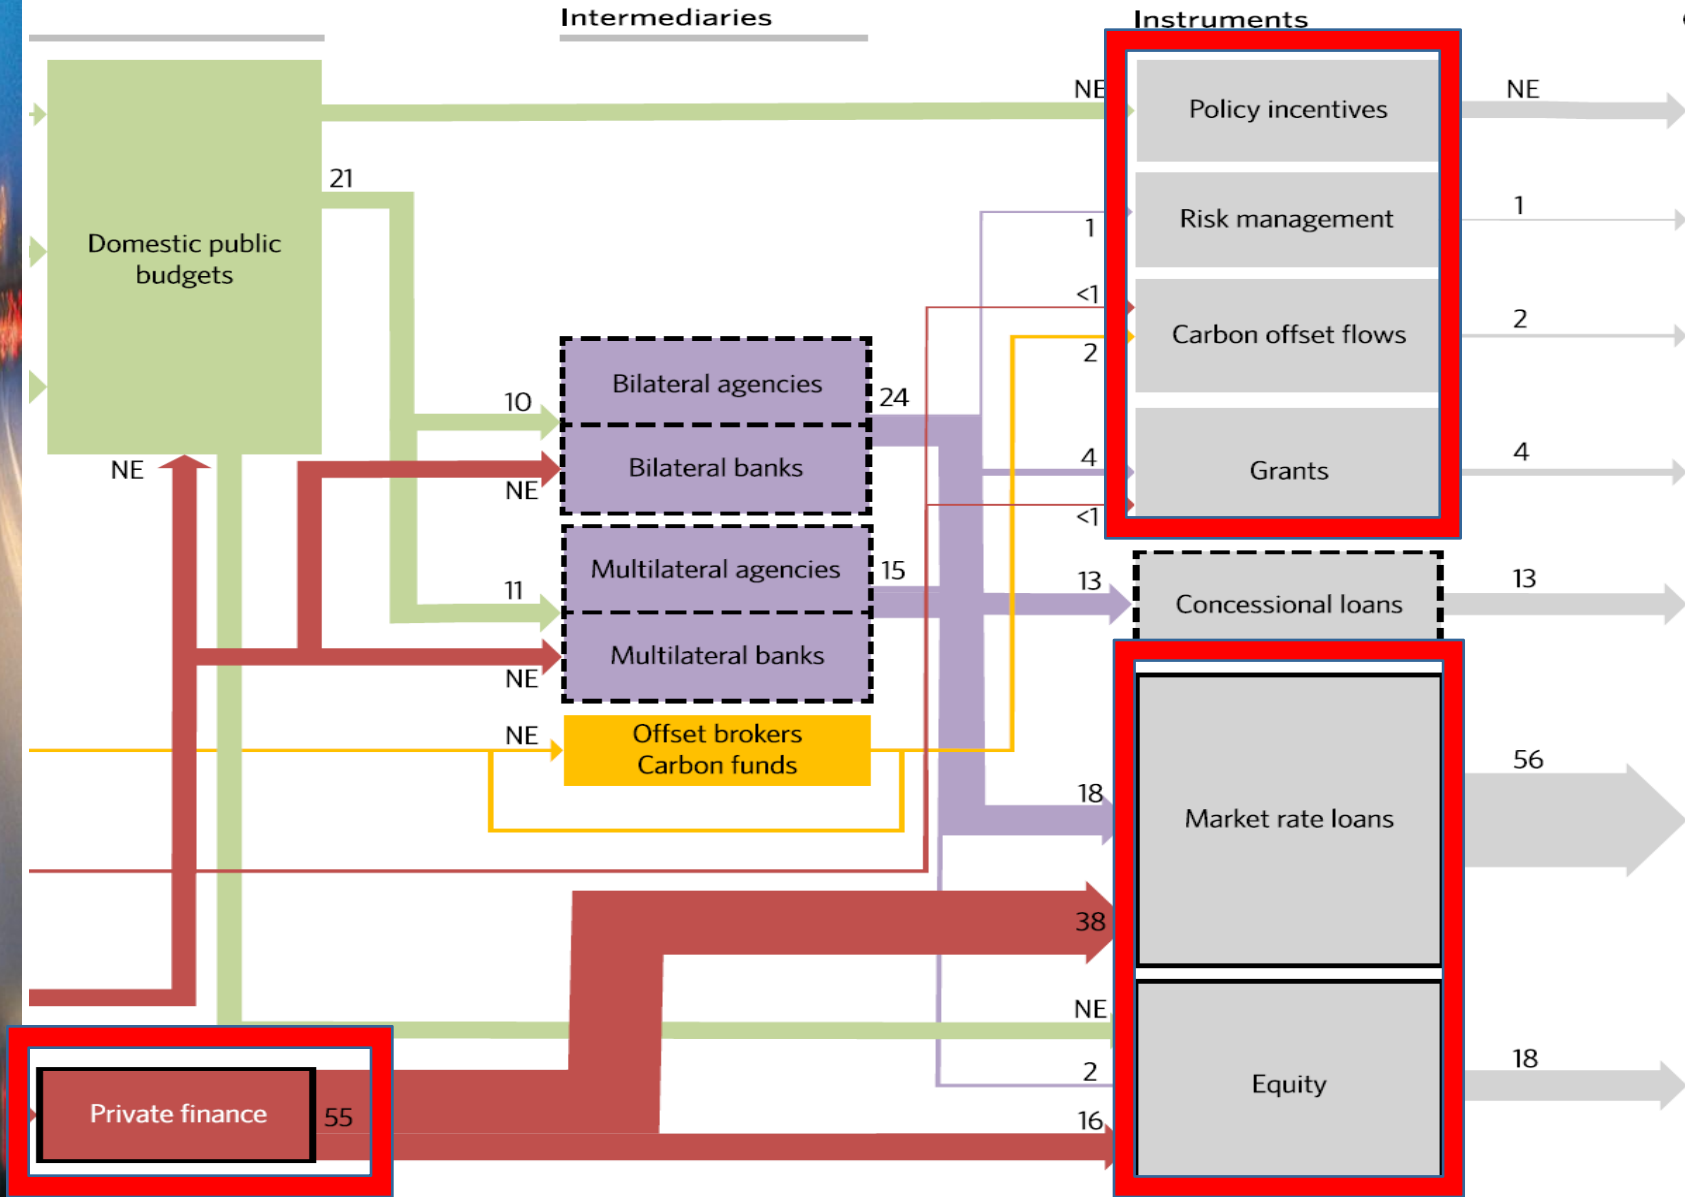 Intermediaries
Instruments
NE
Policy incentives
NE
21
Domestic public
budgets
1
Risk management
1
<1
Carbon offset flows
2
2
10
Bilateral agencies
24
NE
Bilateral banks
NE
4
Grants
4
<1
11
Multilateral agencies
15
13
Concessional loans
13
Multilateral banks
NE
NE
Offset brokers
Carbon funds
18
Market rate loans
56
38
NE
2
Equity
18
Private finance
55
16